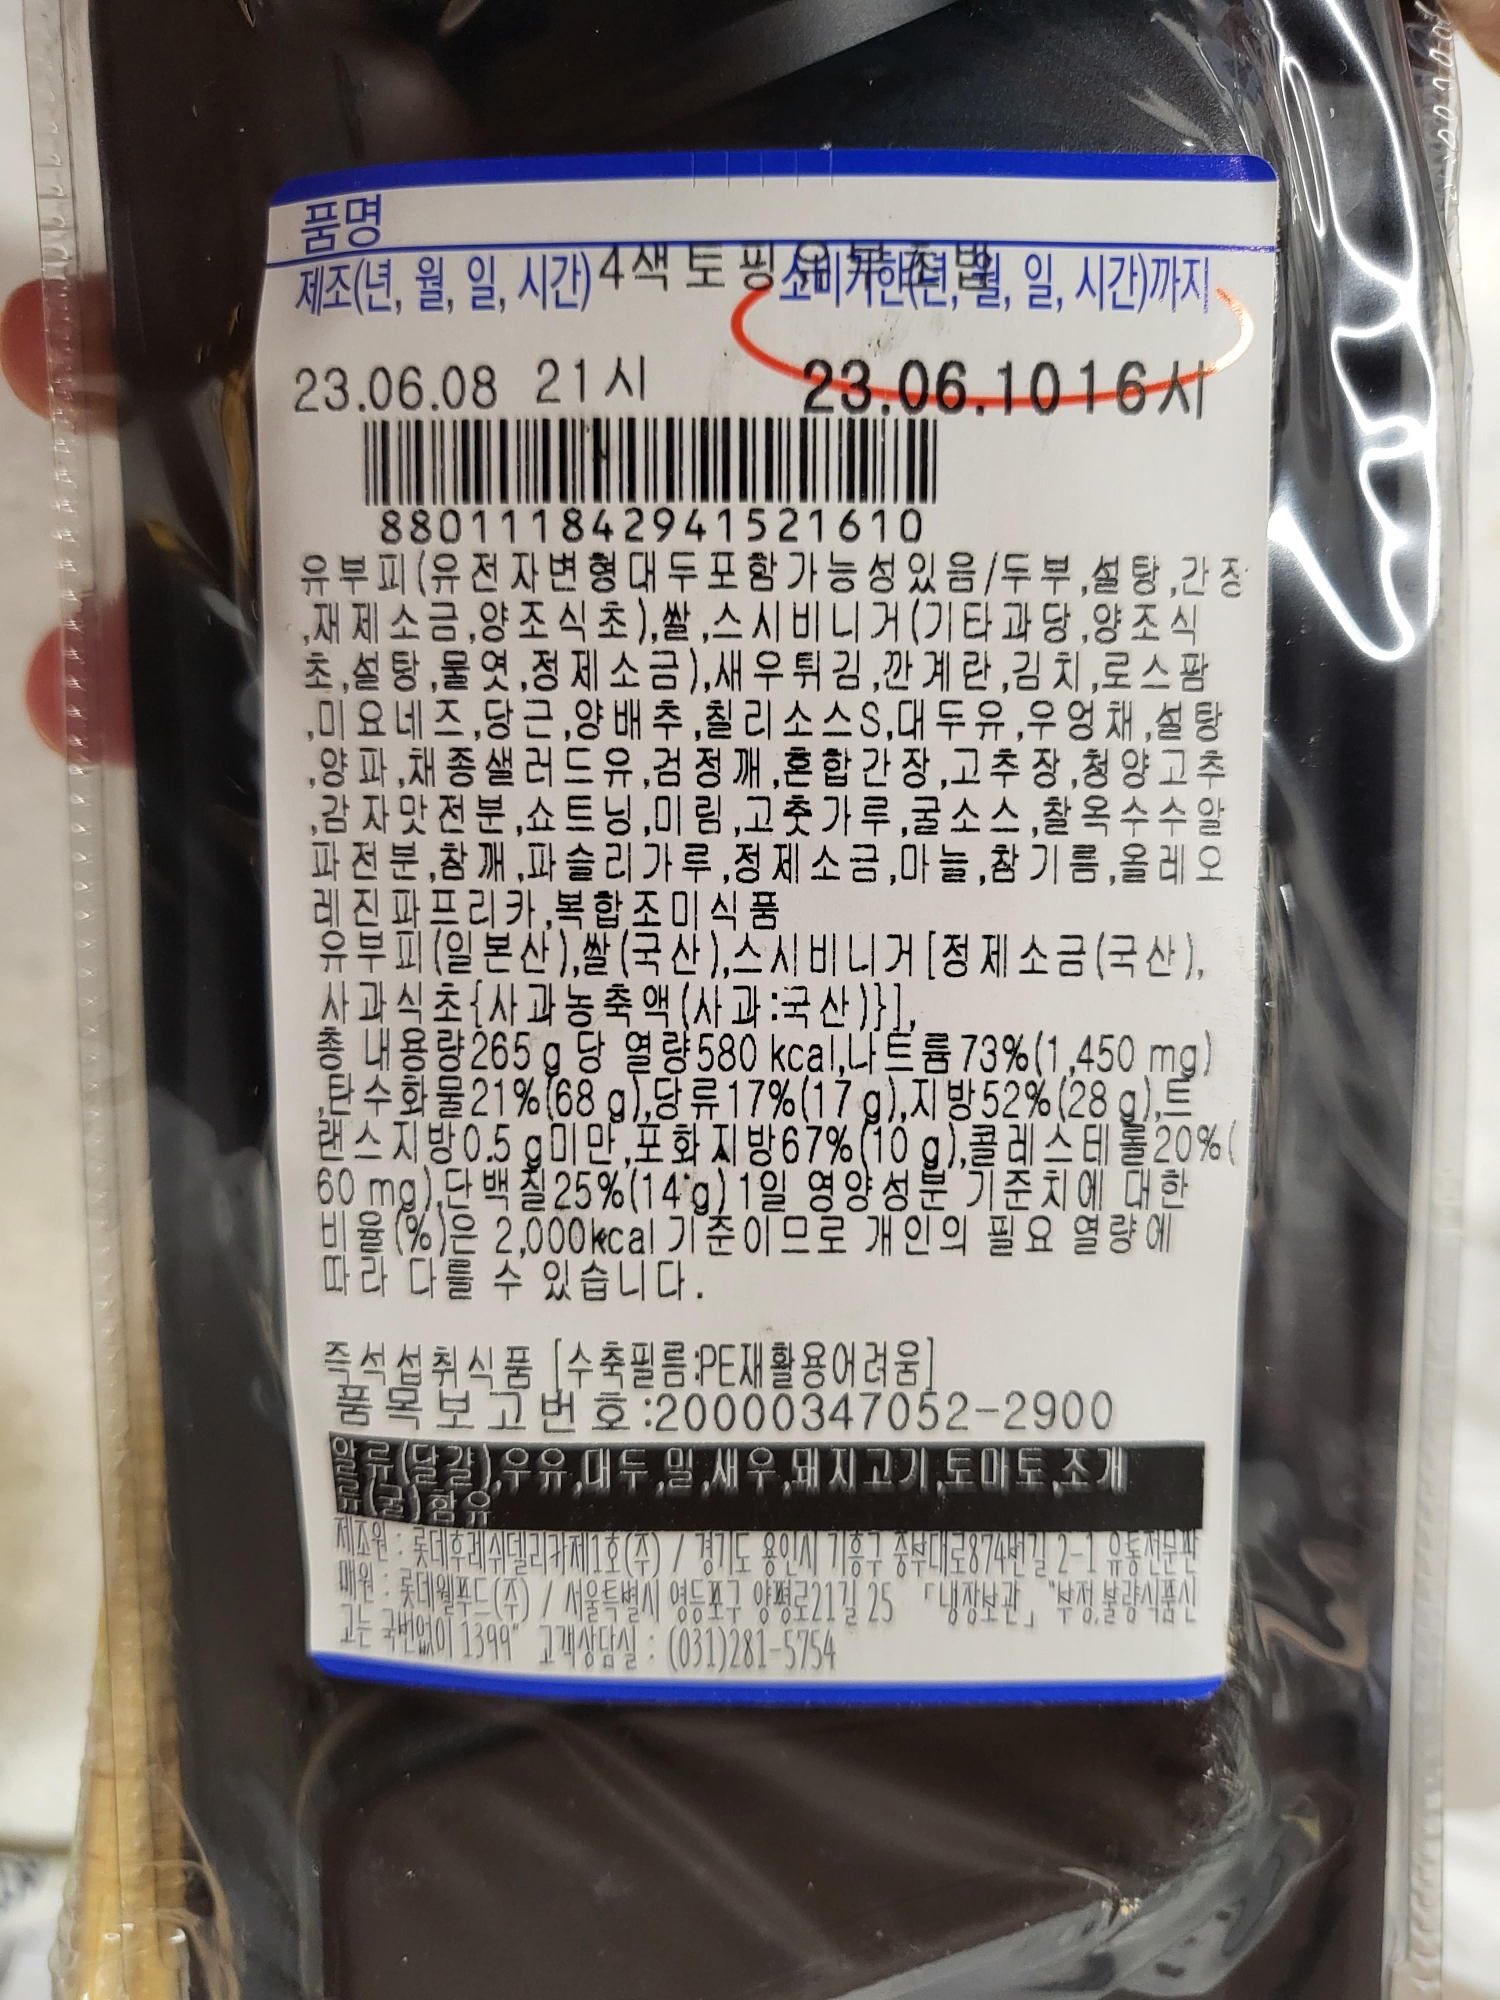 품명
4색토핑유부초밥
제조(년, 월, 일, 시간) 소비기한(년, 월, 일, 시간)까지
23.06.08 21시 23.06.10 16시
880111842941521610
유부피(유전자변형대두포함가능성있음/두부,설탕,간장
,재제소금,양조식초),쌀,스시비니거(기타과당,양조식
초,설탕,물엿,정제소금),새우튀김,깐계란,김치,로스팜
,마요네즈,당근,양배추,칠리소스S,대두유,우엉채,설탕
,양파,채종샐러드유,검정깨,혼합간장,고추장,청양고추
,감자맛전분,쇼트닝,미림,고춧가루,굴소스,찰옥수수알
파전분,참깨,파슬리가루,정제소금,마늘,참기름,올레오
레진파프리카,복합조미식품
유부피(일본산),쌀(국산),스시비니거[정제소금(국산),
사과식초{사과농축액(사과:국산)}],
총 내용량265 g 당 열량580 kcal,나트륨73%(1,450 mg)
,탄수화물21%(68 g),당류17%(17 g),지방52%(28 g),트
랜스지방0.5 g미만,포화지방67%(10 g),콜레스테롤20%(
60 mg),단백질25%(14 g) 1일 영양성분 기준치에 대한
비율(%)은 2,000kcal 기준이므로 개인의 필요 열량에
따라 다를 수 있습니다.
즉석섭취식품 [수축필름:PE재활용어려움]
품목보고번호:20000347052-2900
알류(달걀),우유,대두,밀,새우,돼지고기,토마토,조개
류(굴)함유
제조원 : 롯데후레쉬델리카제1호(주) / 경기도 용인시 기흥구 중부대로874번길 2-1 유통전문판
매원 : 롯데웰푸드(주) / 서울특별시 영등포구 양평로21길 25 「냉장보관」 "부정,불량식품신
고는 국번없이 1399" 고객상담실 : (031)281-5754